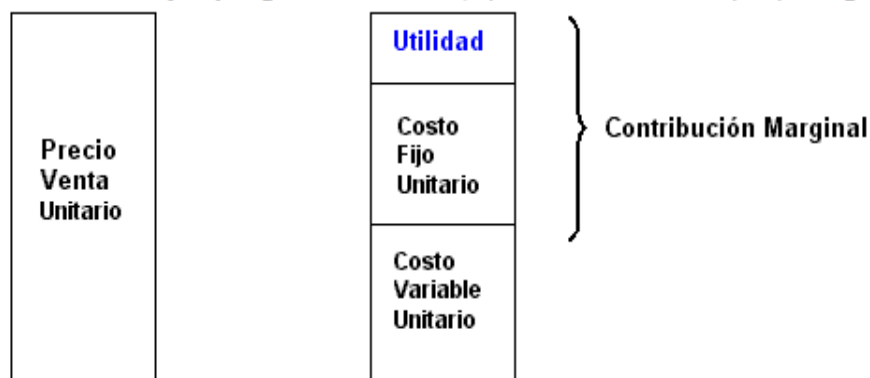 Precio
Venta
Unitario
Utilidad
Costo
Fijo
Unitario
Costo
Variable
Unitario
Contribución Marginal